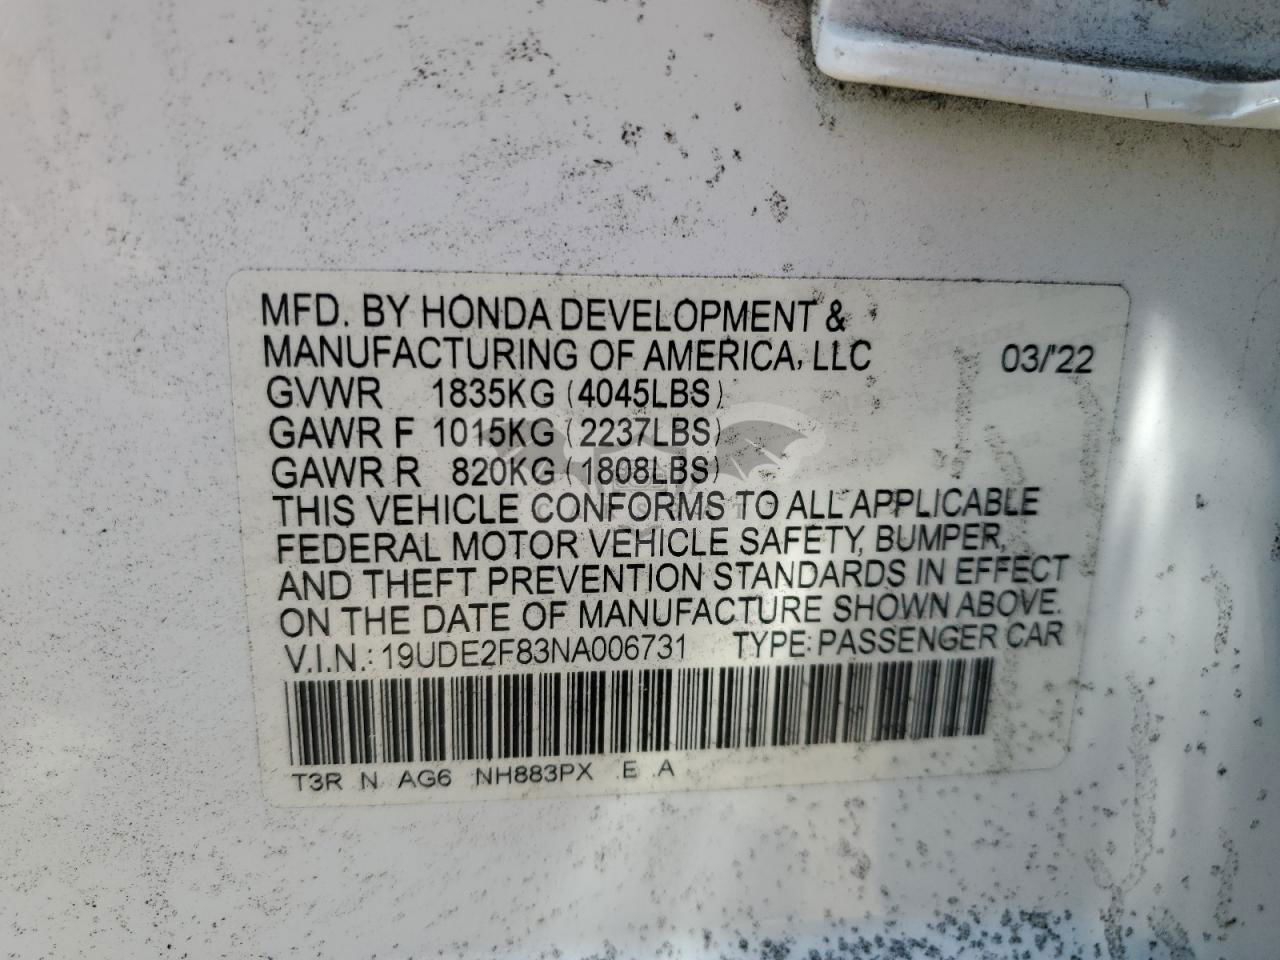 MFD. BY HONDA DEVELOPMENT &
MANUFACTURING OF AMERICA, LLC 03/'22
GVWR 1835KG (4045LBS)
GAWR F 1015KG (2237LBS)
GAWR R 820KG (1808LBS)
THIS VEHICLE CONFORMS TO ALL APPLICABLE
FEDERAL MOTOR VEHICLE SAFETY, BUMPER,
AND THEFT PREVENTION STANDARDS IN EFFECT
ON THE DATE OF MANUFACTURE SHOWN ABOVE.
V.I.N.: 19UDE2F83NA006731 TYPE: PASSENGER CAR
T3R N AG6 NH883PX E A